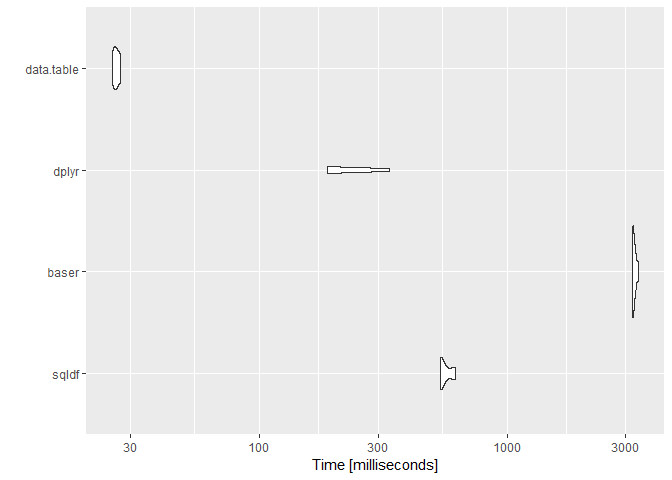 data.table
dplyr
baser
sqldf
30 100 300 1000 3000
Time [milliseconds]